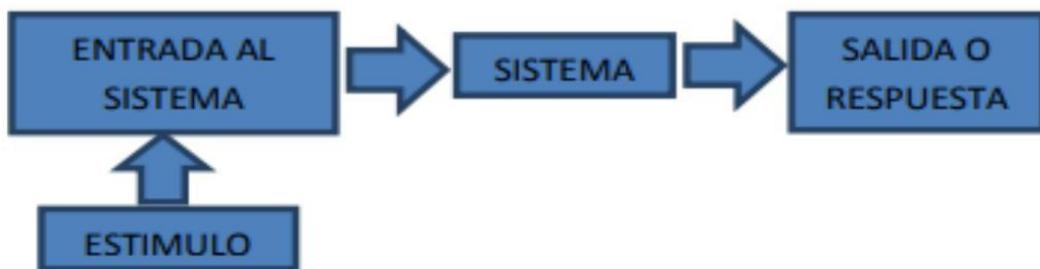 ENTRADA AL
SISTEMA
SISTEMA
SALIDA O
RESPUESTA
ESTIMULO